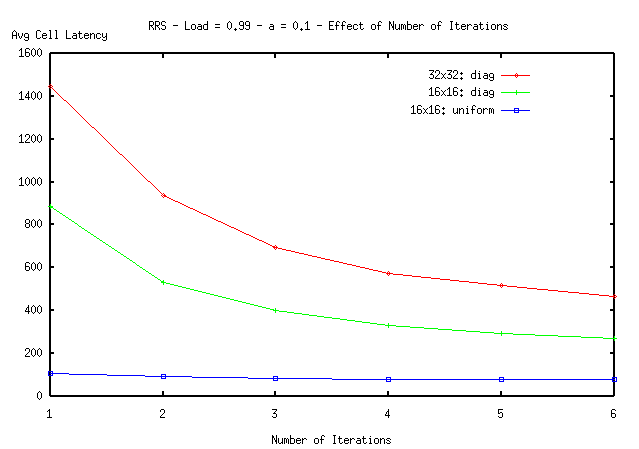 RRS - Load = 0.99 - a = 0.1 - Effect of Number of Iterations
Avg Cell Latency
1600
1400
1200
1000
800
600
400
200
0
32x32: diag
16x16: diag
16x16: uniform
1 2 3 4 5 6
Number of Iterations